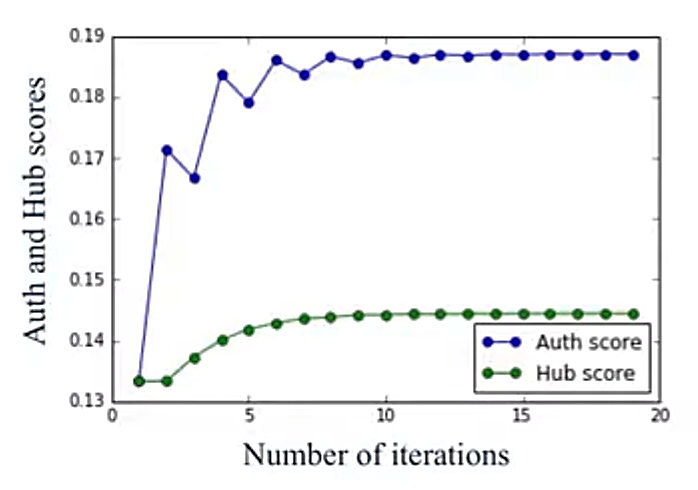 0.19
0.18
0.17
0.16
0.15
0.14
0.13
Auth and Hub scores
0 5 10 15 20
Number of iterations
Auth score
Hub score